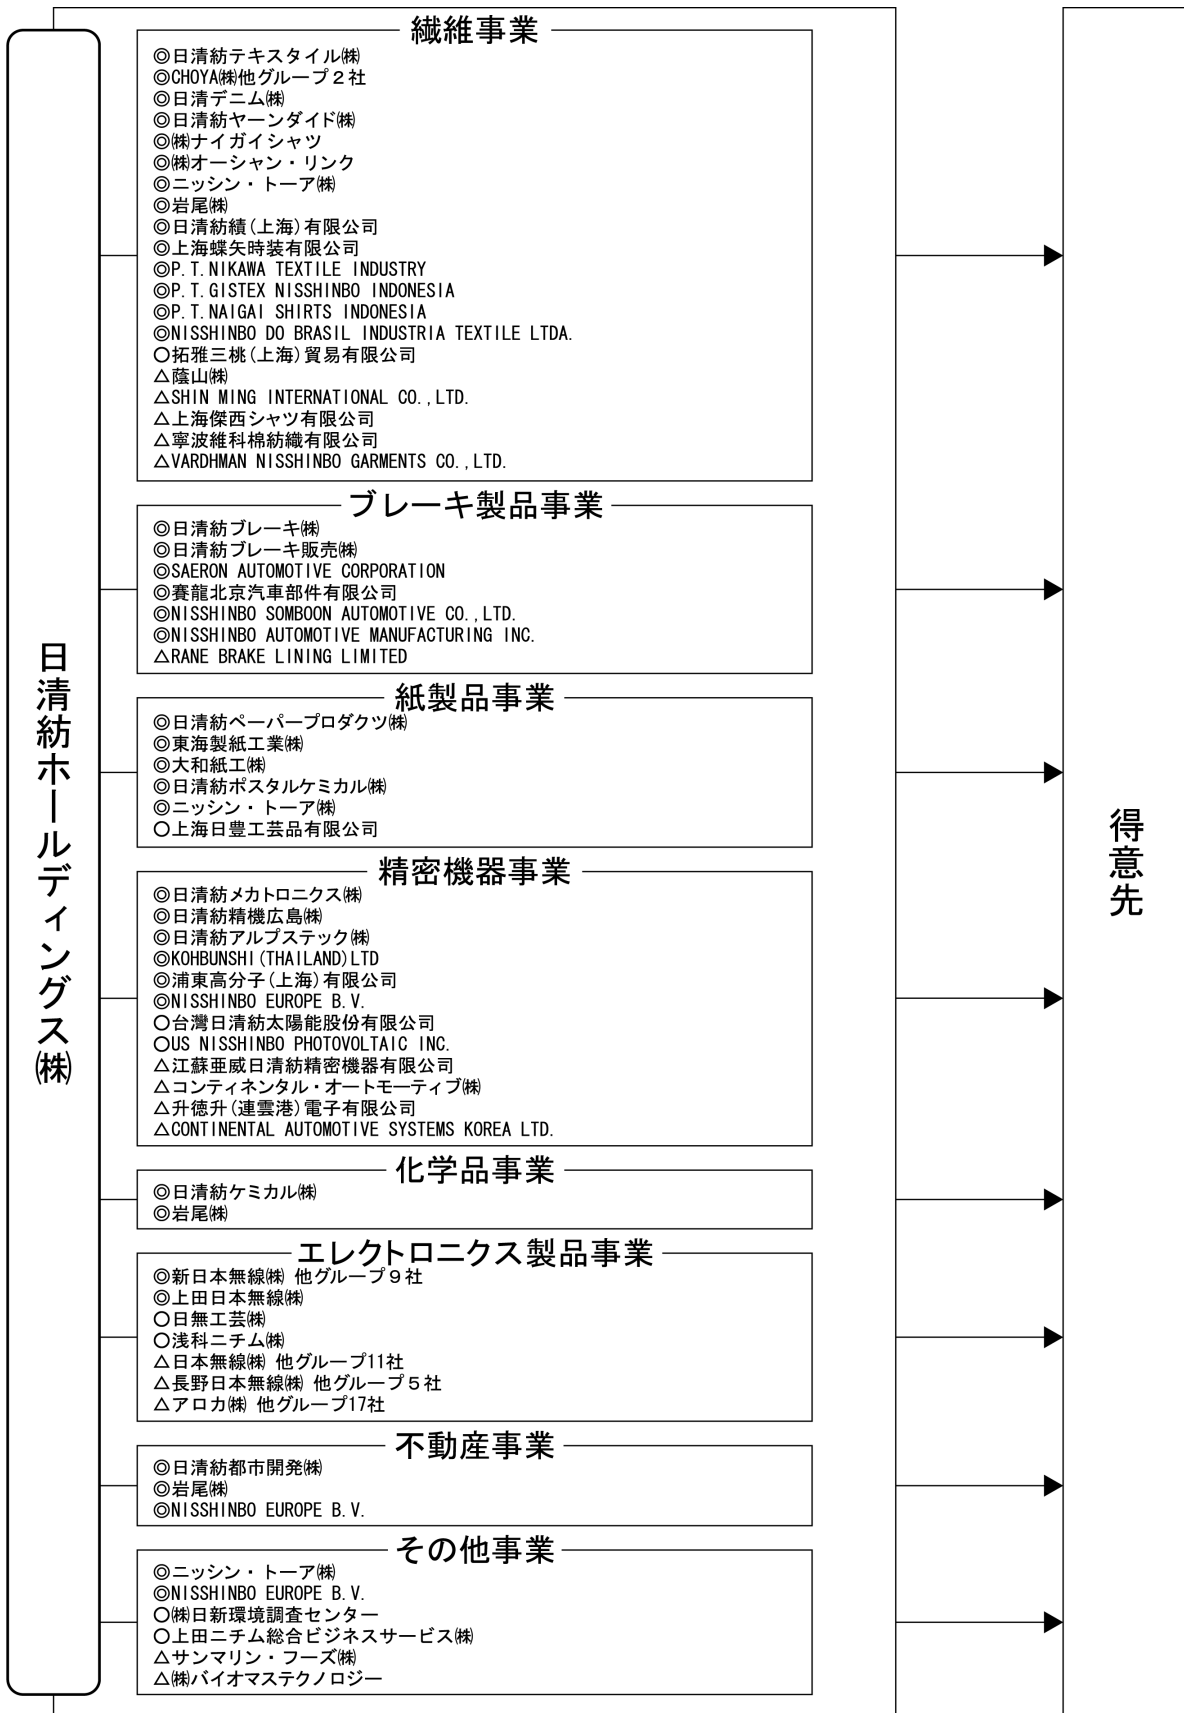 日清紡ホールディングス㈱
繊維事業
◎日清紡テキスタイル㈱
◎CHOYA㈱他グループ２社
◎日清デニム㈱
◎日清紡ヤーンダイド㈱
◎㈱ナイガイシャツ
◎㈱オーシャン・リンク
◎ニッシン・トーア㈱
◎岩尾㈱
◎日清紡績(上海)有限公司
◎上海蝶矢時装有限公司
◎P.T.NIKAWA TEXTILE INDUSTRY
◎P.T.GISTEX NISSHINBO INDONESIA
◎P.T.NAIGAI SHIRTS INDONESIA
◎NISSHINBO DO BRASIL INDUSTRIA TEXTILE LTDA.
○拓雅三桃(上海)貿易有限公司
△蔭山㈱
△SHIN MING INTERNATIONAL CO.,LTD.
△上海傑西シャツ有限公司
△寧波維科棉紡織有限公司
△VARDHMAN NISSHINBO GARMENTS CO.,LTD.
ブレーキ製品事業
◎日清紡ブレーキ㈱
◎日清紡ブレーキ販売㈱
◎SAERON AUTOMOTIVE CORPORATION
◎賽龍北京汽車部件有限公司
◎NISSHINBO SOMBOON AUTOMOTIVE CO.,LTD.
◎NISSHINBO AUTOMOTIVE MANUFACTURING INC.
△RANE BRAKE LINING LIMITED
紙製品事業
◎日清紡ペーパープロダクツ㈱
◎東海製紙工業㈱
◎大和紙工㈱
◎日清紡ポスタルケミカル㈱
◎ニッシン・トーア㈱
○上海日豊工芸品有限公司
精密機器事業
◎日清紡メカトロニクス㈱
◎日清紡精機広島㈱
◎日清紡アルプステック㈱
◎KOHBUNSHI(THAILAND)LTD
◎浦東高分子(上海)有限公司
◎NISSHINBO EUROPE B.V.
○台灣日清紡太陽能股份有限公司
○US NISSHINBO PHOTOVOLTAIC INC.
△江蘇亜威日清紡精密機器有限公司
△コンティネンタル・オートモーティブ㈱
△升徳升(連雲港)電子有限公司
△CONTINENTAL AUTOMOTIVE SYSTEMS KOREA LTD.
化学品事業
◎日清紡ケミカル㈱
◎岩尾㈱
エレクトロニクス製品事業
◎新日本無線㈱ 他グループ９社
◎上田日本無線㈱
○日無工芸㈱
○浅科ニチム㈱
△日本無線㈱ 他グループ11社
△長野日本無線㈱ 他グループ５社
△アロカ㈱ 他グループ17社
不動産事業
◎日清紡都市開発㈱
◎岩尾㈱
◎NISSHINBO EUROPE B.V.
その他事業
◎ニッシン・トーア㈱
◎NISSHINBO EUROPE B.V.
○㈱日新環境調査センター
○上田ニチム総合ビジネスサービス㈱
△サンマリン・フーズ㈱
△㈱バイオマステクノロジー
得意先